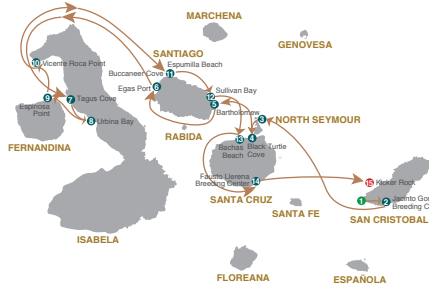 MARCHENA
GENOVESA
SANTIAGO
Espumilla Beach
10
Vicente Roca Point
Buccaneer Cove
11
Egas Port
6
12
Sullivan Bay
5
Bartholomew
9
Espinosa
Point
7
Tagus Cove
8
Urbina Bay
3
NORTH SEYMOUR
RABIDA
13
Bachas
Beach
4
Black Turtle
Cove
FERNANDINA
Fausto Llerena
Breeding Center
14
15
Kicker Rock
1
2
Jacinto Gor
Breeding C
SANTA CRUZ
SANTA FE
SAN CRISTOBAL
ISABELA
FLOREANA
ESPAÑOLA